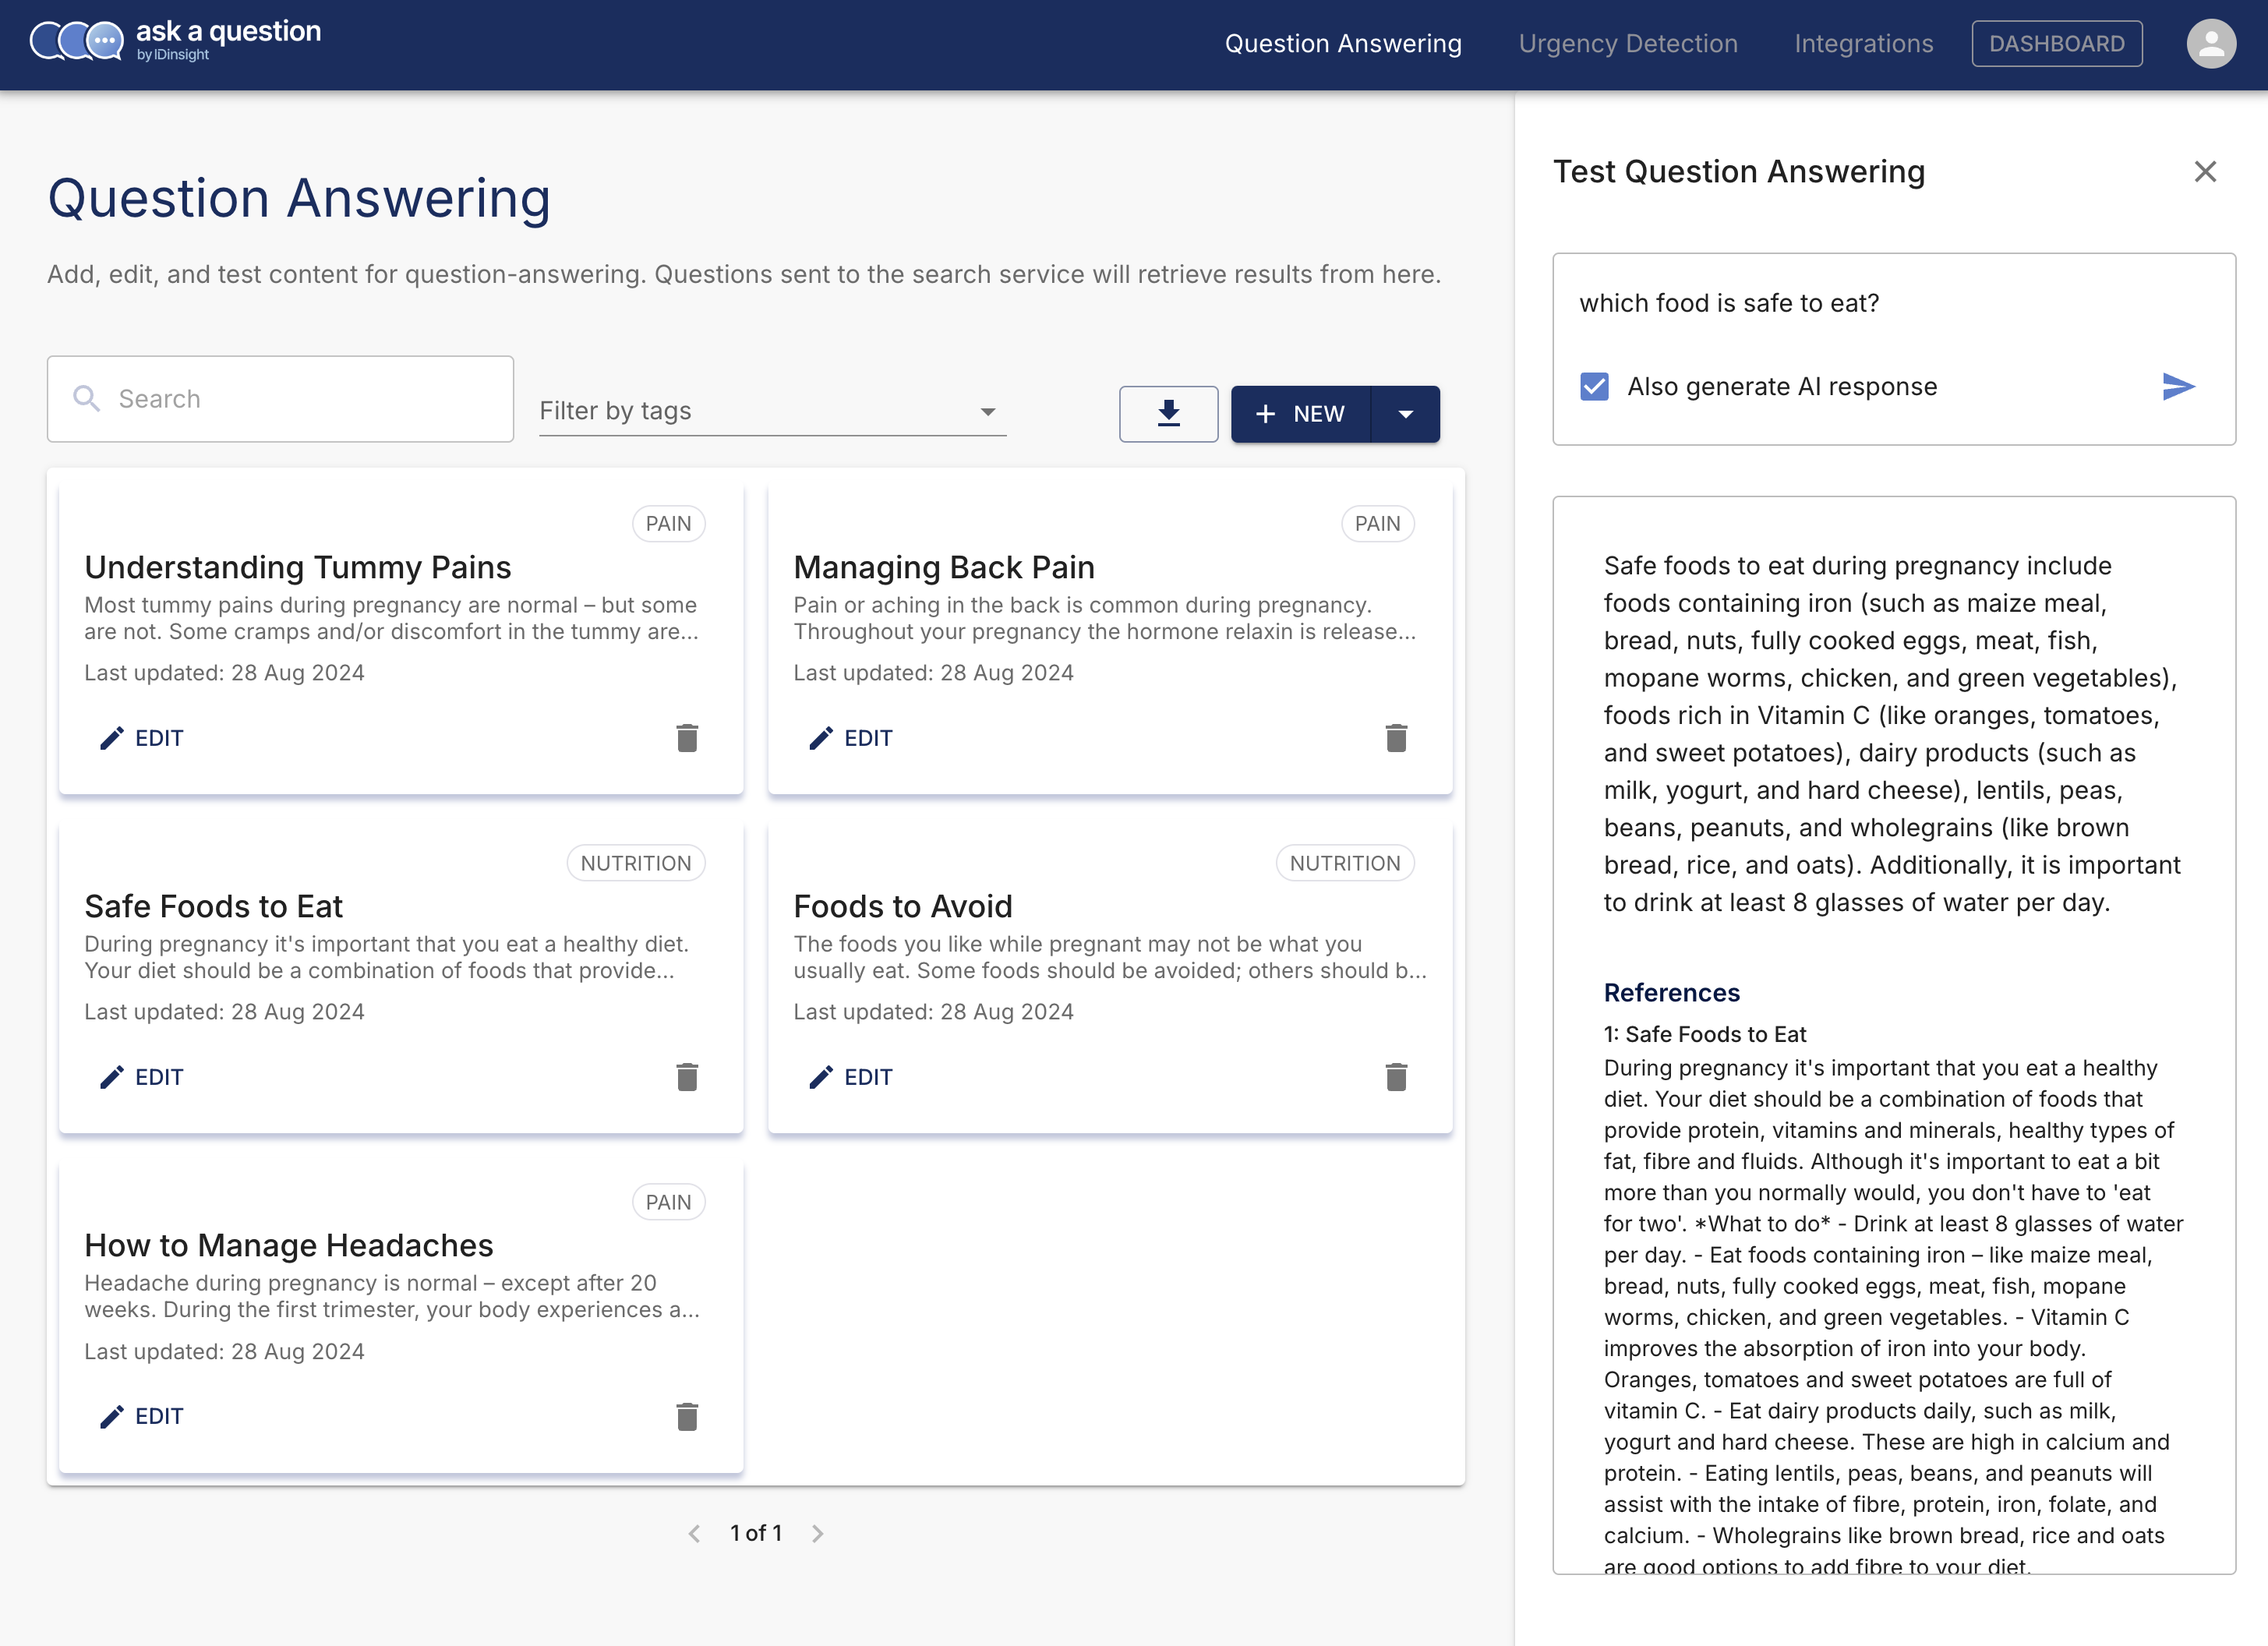 ask a question
by IDinsight
Question Answering
Urgency Detection
Integrations
DASHBOARD
Question Answering
Add, edit, and test content for question-answering. Questions sent to the search service will retrieve results from here.
Search
Filter by tags
NEW
PAIN
Understanding Tummy Pains
Most tummy pains during pregnancy are normal – but some
are not. Some cramps and/or discomfort in the tummy are...
Last updated: 28 Aug 2024
EDIT
PAIN
Managing Back Pain
Pain or aching in the back is common during pregnancy.
Throughout your pregnancy the hormone relaxin is release...
Last updated: 28 Aug 2024
EDIT
NUTRITION
Safe Foods to Eat
During pregnancy it's important that you eat a healthy diet.
Your diet should be a combination of foods that provide...
Last updated: 28 Aug 2024
EDIT
NUTRITION
Foods to Avoid
The foods you like while pregnant may not be what you
usually eat. Some foods should be avoided; others should b...
Last updated: 28 Aug 2024
EDIT
PAIN
How to Manage Headaches
Headache during pregnancy is normal – except after 20
weeks. During the first trimester, your body experiences a...
Last updated: 28 Aug 2024
EDIT
1 of 1
Test Question Answering
which food is safe to eat?
Also generate AI response
Safe foods to eat during pregnancy include
foods containing iron (such as maize meal,
bread, nuts, fully cooked eggs, meat, fish,
mopane worms, chicken, and green vegetables),
foods rich in Vitamin C (like oranges, tomatoes,
and sweet potatoes), dairy products (such as
milk, yogurt, and hard cheese), lentils, peas,
beans, peanuts, and wholegrains (like brown
bread, rice, and oats). Additionally, it is important
to drink at least 8 glasses of water per day.
References
1: Safe Foods to Eat
During pregnancy it's important that you eat a healthy
diet. Your diet should be a combination of foods that
provide protein, vitamins and minerals, healthy types of
fat, fibre and fluids. Although it's important to eat a bit
more than you normally would, you don't have to 'eat
for two'. *What to do* - Drink at least 8 glasses of water
per day. - Eat foods containing iron – like maize meal,
bread, nuts, fully cooked eggs, meat, fish, mopane
worms, chicken, and green vegetables. - Vitamin C
improves the absorption of iron into your body.
Oranges, tomatoes and sweet potatoes are full of
vitamin C. - Eat dairy products daily, such as milk,
yogurt and hard cheese. These are high in calcium and
protein. - Eating lentils, peas, beans, and peanuts will
assist with the intake of fibre, protein, iron, folate, and
calcium. - Wholegrains like brown bread, rice and oats
are good options to add fibre to your diet.